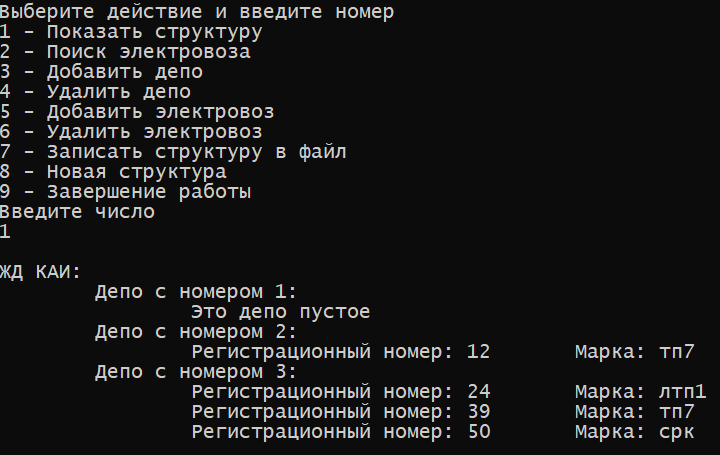 Выберите действие и введите номер
1 – Показать структуру
2 – Поиск электровоза
3 – Добавить депо
4 – Удалить депо
5 – Добавить электровоз
6 – Удалить электровоз
7 – Записать структуру в файл
8 – Новая структура
9 – Завершение работы
Введите число
1
ЖД КАИ:
Депо с номером 1:
Это депо пустое
Депо с номером 2:
Регистрационный номер: 12 Марка: тп7
Депо с номером 3:
Регистрационный номер: 24 Марка: лтп1
Регистрационный номер: 39 Марка: тп7
Регистрационный номер: 50 Марка: срк